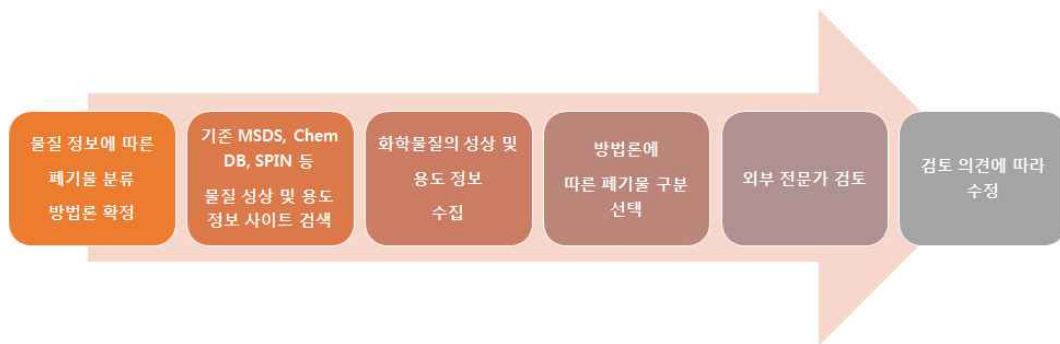 물질 정보에 따른
폐기물 분류
방법론 확정
기존 MSDS, Chem
DB, SPIN 등
물질 성상 및 용도
정보 사이트 검색
화학물질의 성상 및
용도 정보
수집
방법론에
따른 폐기물 구분
선택
외부 전문가 검토
검토 의견에 따라
수정